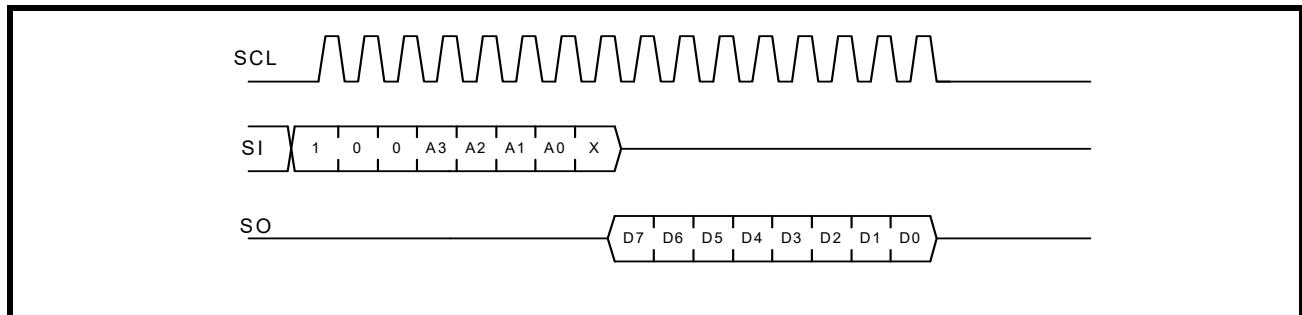 SCL
SI 1 0 0 A3 A2 A1 A0 X
SO
D7 D6 D5 D4 D3 D2 D1 D0